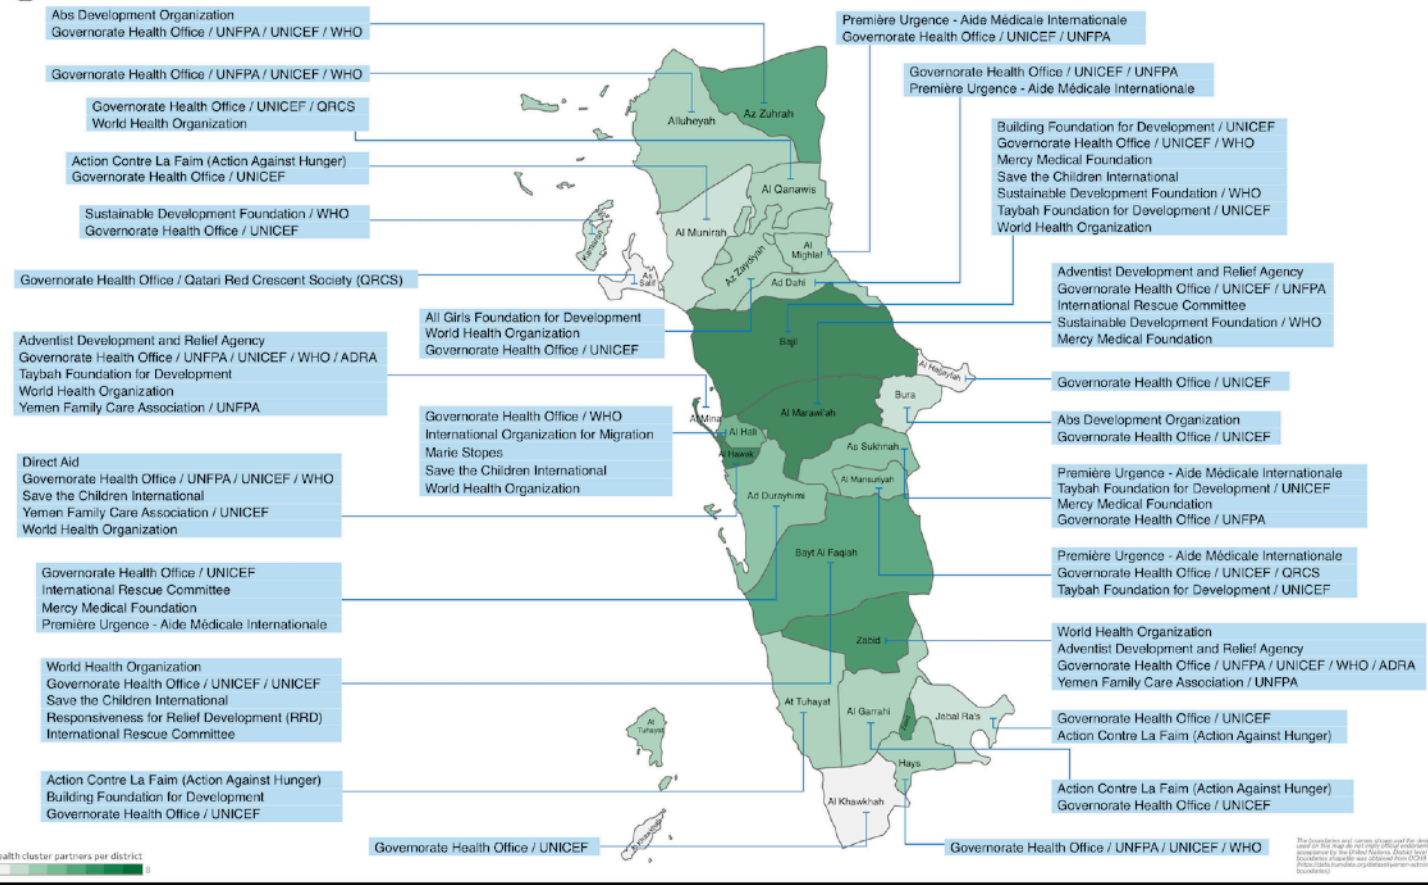 Abs Development Organization
Governorate Health Office / UNFPA / UNICEF / WHO
Première Urgence - Aide Médicale Internationale
Governorate Health Office / UNICEF / UNFPA
Governorate Health Office / UNFPA / UNICEF / WHO
Governorate Health Office / UNICEF / UNFPA
Première Urgence - Aide Médicale Internationale
Governorate Health Office / UNICEF / QRCS
World Health Organization
Building Foundation for Development / UNICEF
Governorate Health Office / UNICEF / WHO
Mercy Medical Foundation
Save the Children International
Sustainable Development Foundation / WHO
Taybah Foundation for Development / UNICEF
World Health Organization
Action Contre La Faim (Action Against Hunger)
Governorate Health Office / UNICEF
Sustainable Development Foundation / WHO
Governorate Health Office / UNICEF
Governorate Health Office / Qatari Red Crescent Society (QRCS)
Adventist Development and Relief Agency
Governorate Health Office / UNICEF / UNFPA
International Rescue Committee
Sustainable Development Foundation / WHO
Mercy Medical Foundation
All Girls Foundation for Development
World Health Organization
Governorate Health Office / UNICEF
Adventist Development and Relief Agency
Governorate Health Office / UNFPA / UNICEF / WHO / ADRA
Taybah Foundation for Development
World Health Organization
Yemen Family Care Association / UNFPA
Governorate Health Office / UNICEF
Governorate Health Office / WHO
International Organization for Migration
Marie Stopes
Save the Children International
World Health Organization
Abs Development Organization
Governorate Health Office / UNICEF
Direct Aid
Governorate Health Office / UNFPA / UNICEF / WHO
Save the Children International
Yemen Family Care Association / UNICEF
World Health Organization
Première Urgence - Aide Médicale Internationale
Taybah Foundation for Development / UNICEF
Mercy Medical Foundation
Governorate Health Office / UNFPA
Governorate Health Office / UNICEF
International Rescue Committee
Mercy Medical Foundation
Première Urgence - Aide Médicale Internationale
Première Urgence - Aide Médicale Internationale
Governorate Health Office / UNICEF / QRCS
Taybah Foundation for Development / UNICEF
World Health Organization
Governorate Health Office / UNICEF / UNICEF
Save the Children International
Responsiveness for Relief Development (RRD)
International Rescue Committee
World Health Organization
Adventist Development and Relief Agency
Governorate Health Office / UNFPA / UNICEF / WHO / ADRA
Yemen Family Care Association / UNFPA
Governorate Health Office / UNICEF
Action Contre La Faim (Action Against Hunger)
Action Contre La Faim (Action Against Hunger)
Building Foundation for Development
Governorate Health Office / UNICEF
Action Contre La Faim (Action Against Hunger)
Governorate Health Office / UNICEF
Governorate Health Office / UNICEF
Governorate Health Office / UNFPA / UNICEF / WHO
Alluheyah
Az Zuhrah
Al Qanawis
Al Munirah
Kamaran
As
Salif
Az Zaydiyah
Al
Mighlaf
Ad Dahi
Bajil
Al Hajjaylah
Bura
Al Marawi'ah
Al Mina
Al Hali
Al Hawak
As Sukhnah
Al Mansuriyah
Ad Durayhimi
Bayt Al Faqiah
Zabid
At Tuhayat
Al Garrahi
Zabid
Jabal Ra's
Hays
Al Khawkhah
At
Tuhayat
Al Khawkhah
ealth cluster partners per district
8